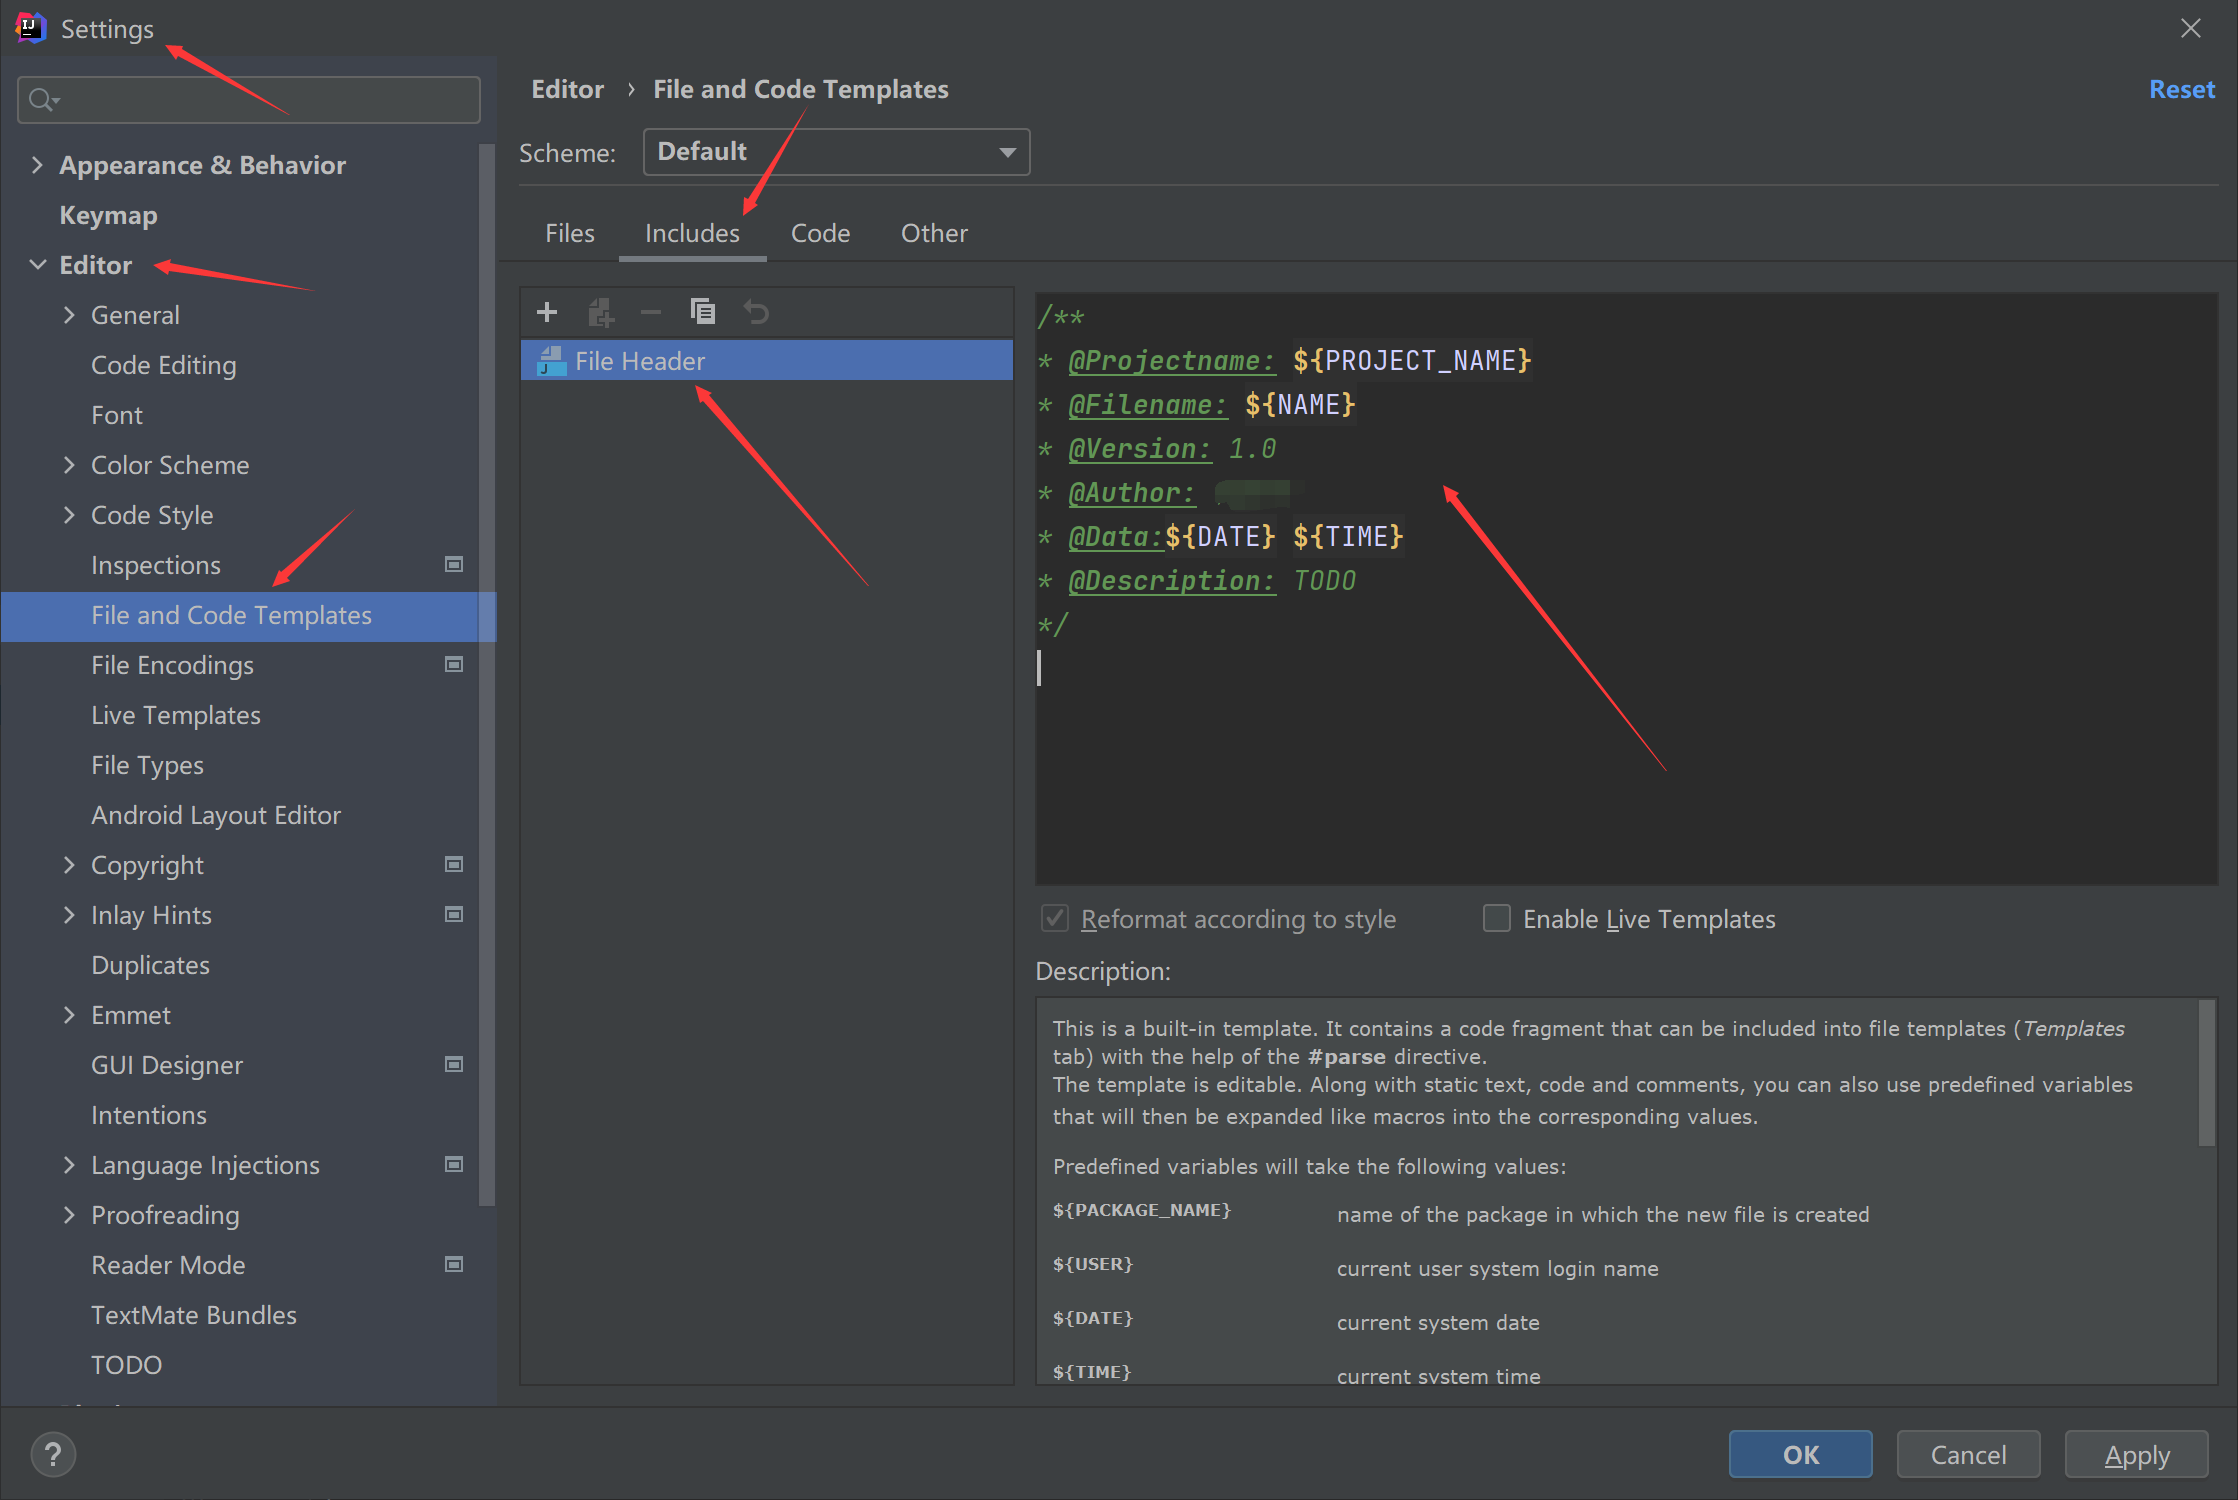 Settings
Appearance & Behavior
Keymap
Editor
General
Code Editing
Font
Color Scheme
Code Style
Inspections
File and Code Templates
File Encodings
Live Templates
File Types
Android Layout Editor
Copyright
Inlay Hints
Duplicates
Emmet
GUI Designer
Intentions
Language Injections
Proofreading
Reader Mode
TextMate Bundles
TODO
Editor › File and Code Templates
Reset
Scheme: Default
Files Includes Code Other
File Header
/**
* @Projectname: ${PROJECT_NAME}
* @Filename: ${NAME}
* @Version: 1.0
* @Author:
* @Data:${DATE} ${TIME}
* @Description: TODO
*/
Reformat according to style Enable Live Templates
Description:
This is a built-in template. It contains a code fragment that can be included into file templates (Templates
tab) with the help of the #parse directive.
The template is editable. Along with static text, code and comments, you can also use predefined variables
that will then be expanded like macros into the corresponding values.
Predefined variables will take the following values:
${PACKAGE_NAME} name of the package in which the new file is created
${USER} current user system login name
${DATE} current system date
${TIME} current system time
? OK Cancel Apply